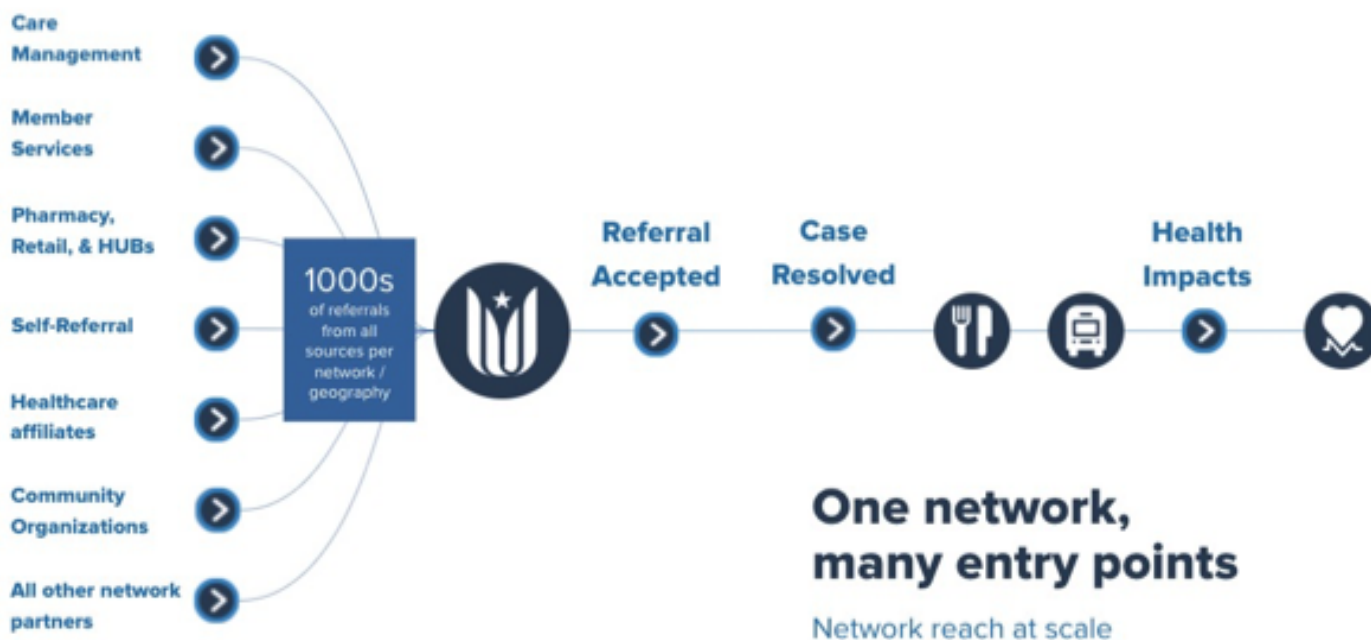 Care
Management
Member
Services
Pharmacy,
Retail, & HUBs
Self-Referral
Healthcare
affiliates
Community
Organizations
All other network
partners
1000s
of referrals
from all
sources per
network /
geography
Referral
Accepted
Case
Resolved
Health
Impacts
One network,
many entry points
Network reach at scale